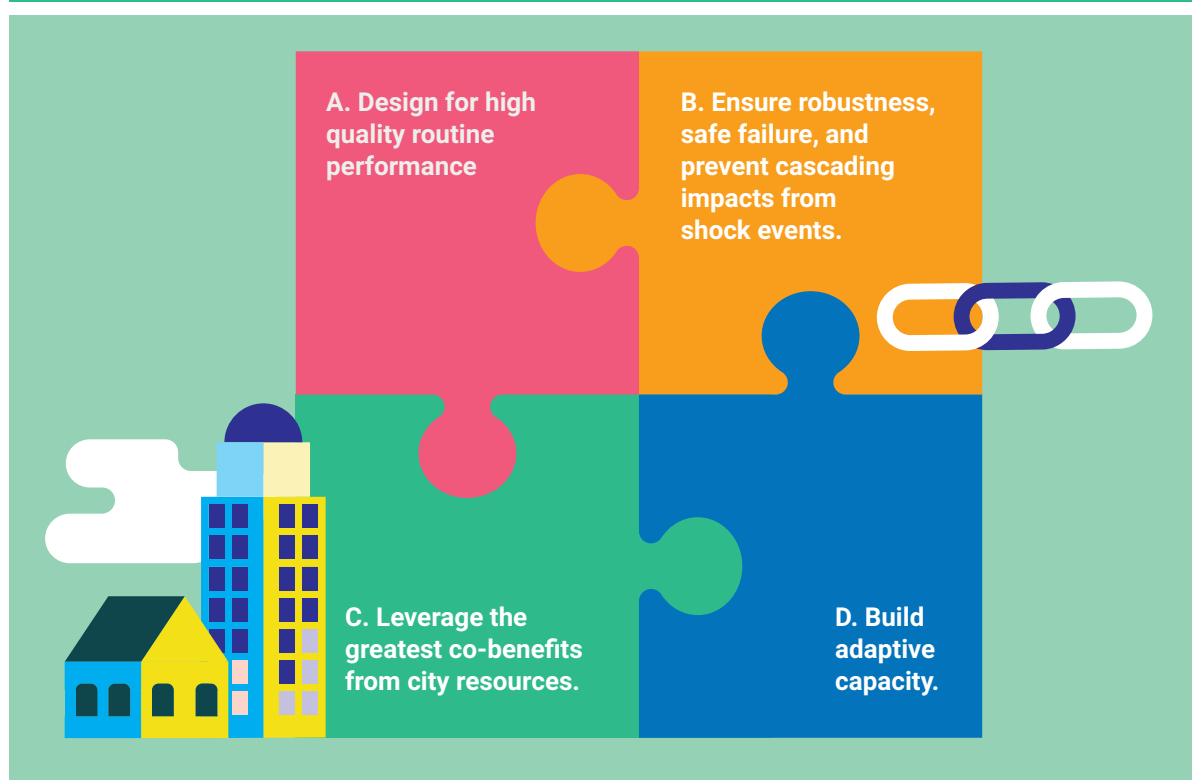 A. Design for high
quality routine
performance
B. Ensure robustness,
safe failure, and
prevent cascading
impacts from
shock events.
C. Leverage the
greatest co-benefits
from city resources.
D. Build
adaptive
capacity.